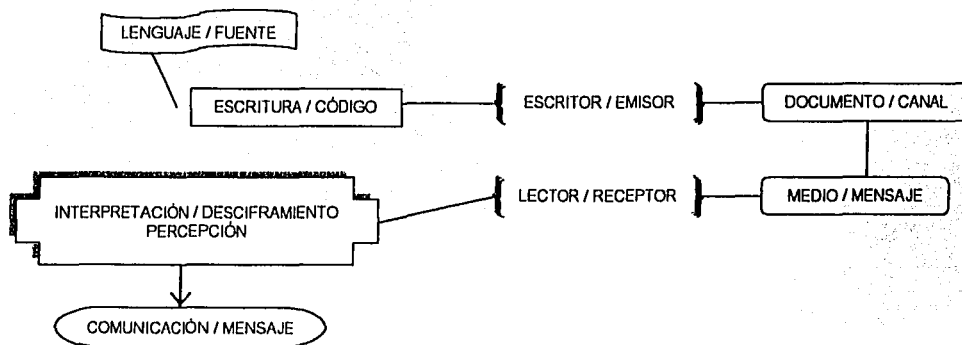 LENGUAJE / FUENTE
ESCRITURA / CÓDIGO
ESCRITOR / EMISOR
DOCUMENTO / CANAL
LECTOR / RECEPTOR
MEDIO / MENSAJE
INTERPRETACIÓN / DESCIFRAMIENTO
PERCEPCIÓN
COMUNICACIÓN / MENSAJE